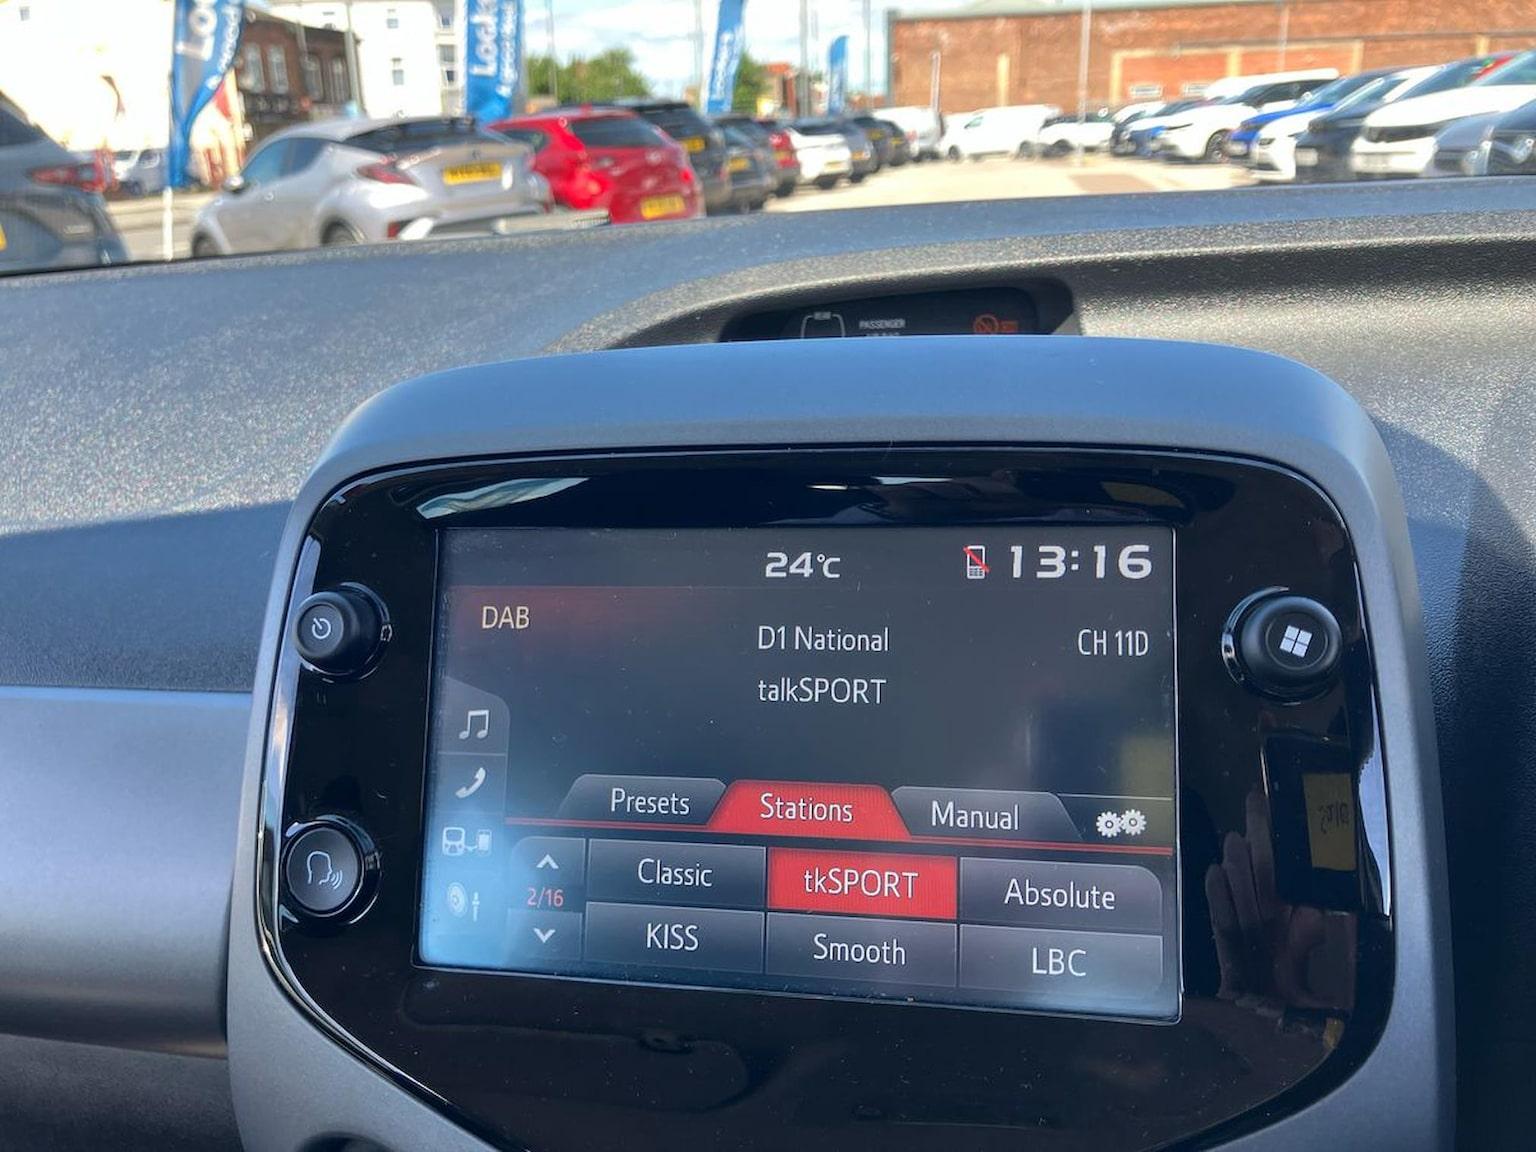 PASSENGER
24°C
13:16
DAB
D1 National
CH 11D
talkSPORT
Presets
Stations
Manual
2/16
Classic
tkSPORT
Absolute
KISS
Smooth
LBC